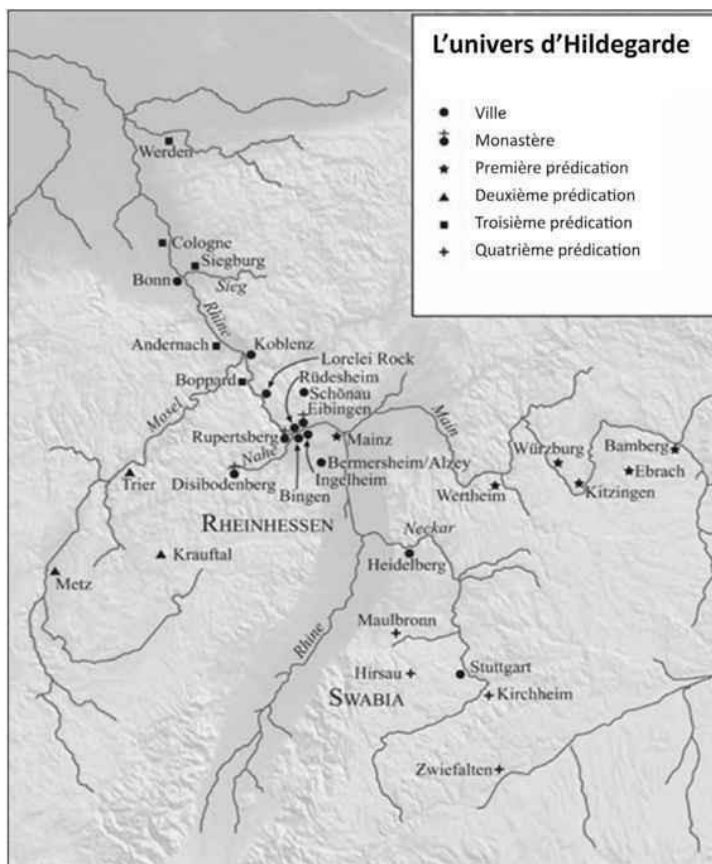 L'univers d'Hildegarde
Ville
Monastère
Première prédication
Deuxième prédication
Troisième prédication
Quatrième prédication
Werden
Cologne
Siegburg
Bonn
Sieg
Rhine
Andernach
Koblenz
Lorelei Rock
Boppard
Rüdesheim
Schönau
Mosel
Eibingen
Main
Rupertsberg
Mainz
Würzburg
Bamberg
Nahe
Bermersheim/Alzey
Ebrach
Trier
Disibodenberg
Ingelheim
Kitzingen
Bingen
Wertheim
RHEINHESSEN
Neckar
Krauftal
Heidelberg
Metz
Maulbronn
Rhine
Hirsau
Stuttgart
SWABIA
Kirchheim
Zwiefalten